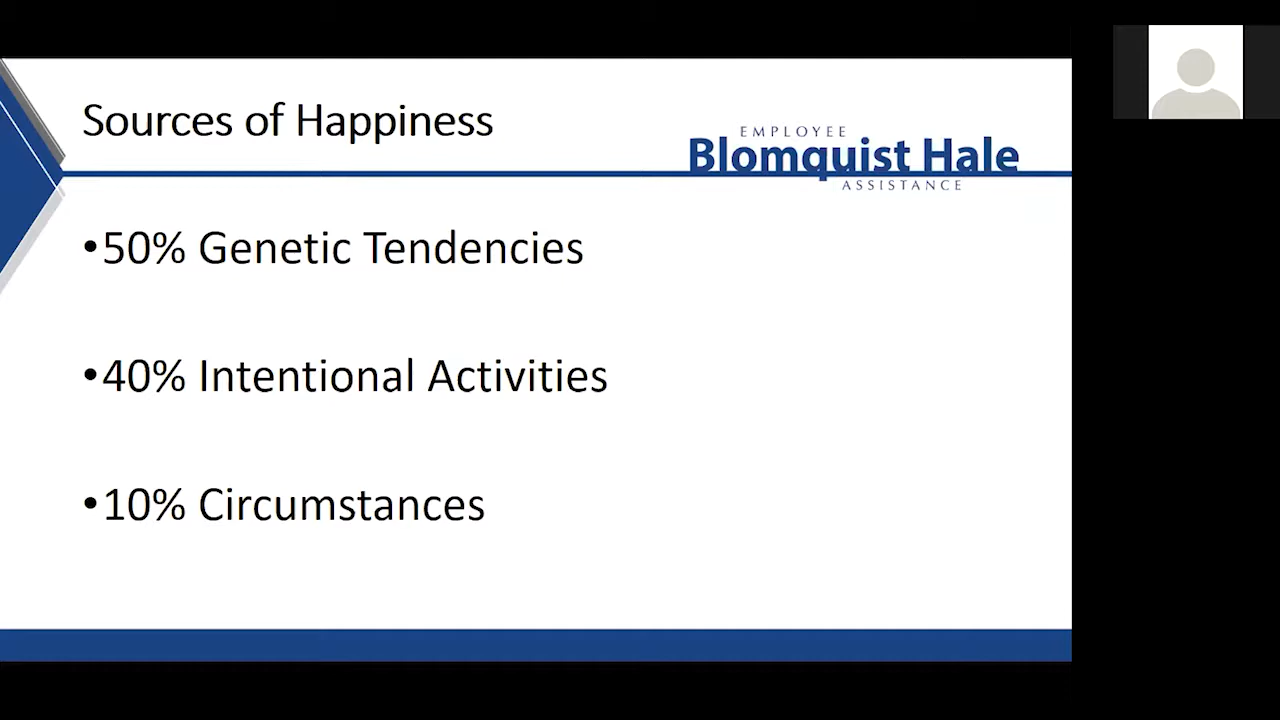 Sources of Happiness
EMPLOYEE
Blomquist Hale
ASSISTANCE
•50% Genetic Tendencies
•40% Intentional Activities
•10% Circumstances